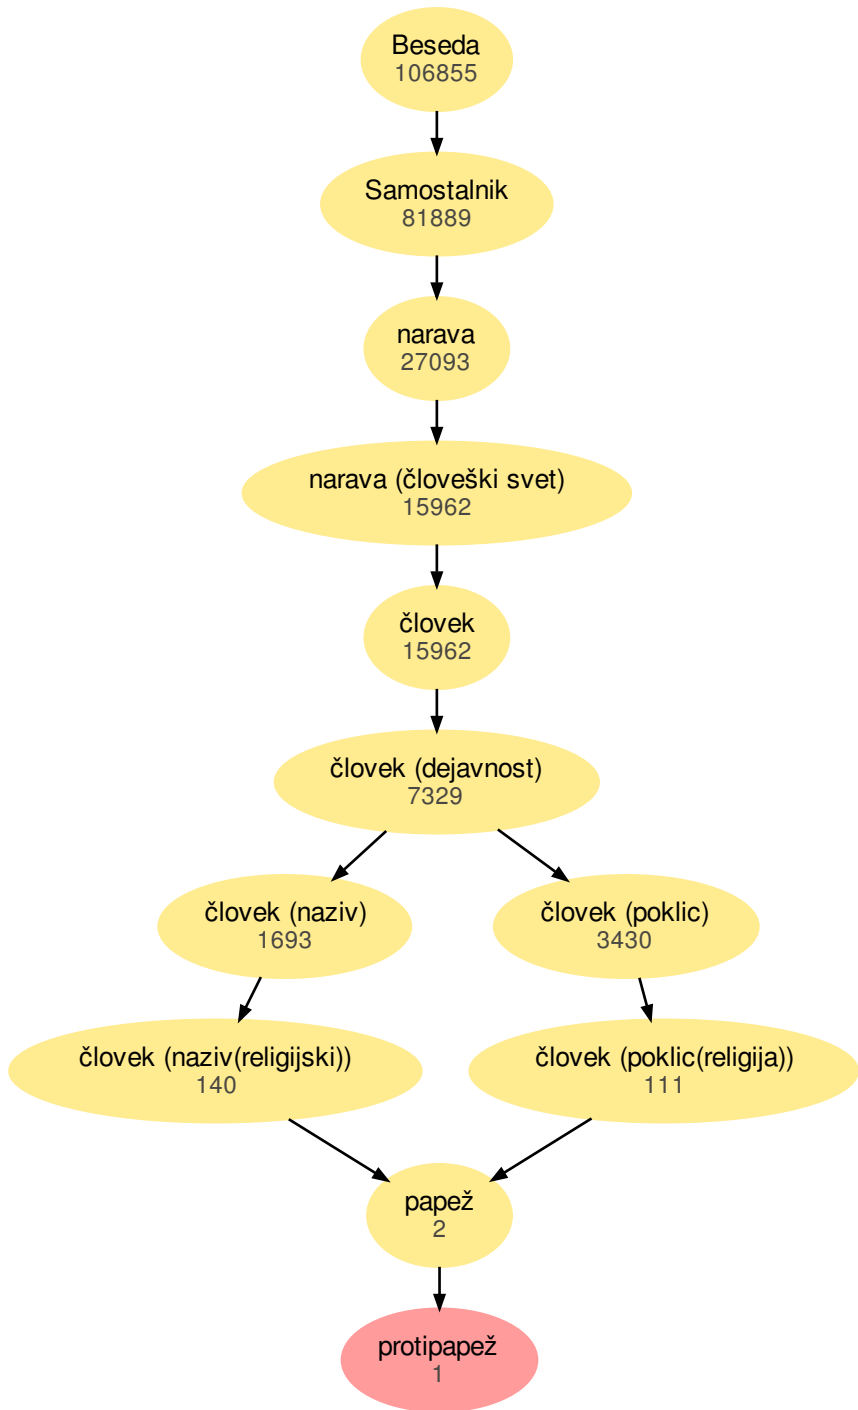 Beseda
106855
Samostalnik
81889
narava
27093
narava (človeški svet)
15962
človek
15962
človek (dejavnost)
7329
človek (naziv)
1693
človek (poklic)
3430
človek (naziv(religijski))
140
človek (poklic(religija))
111
papež
2
protipapež
1